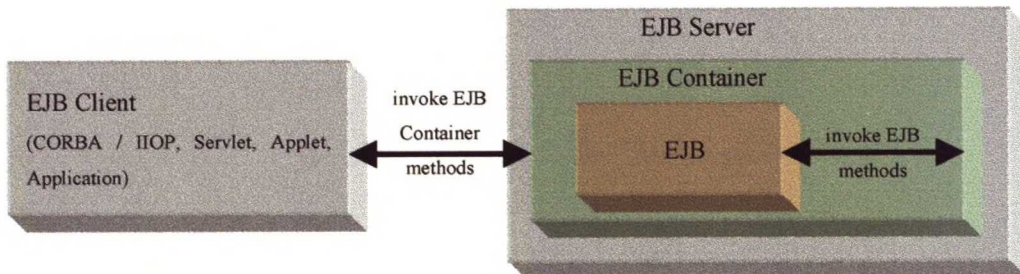 EJB Server
EJB Container
EJB Client
(CORBA / IIOP, Servlet, Applet,
Application)
invoke EJB
Container
methods
EJB
invoke EJB
methods